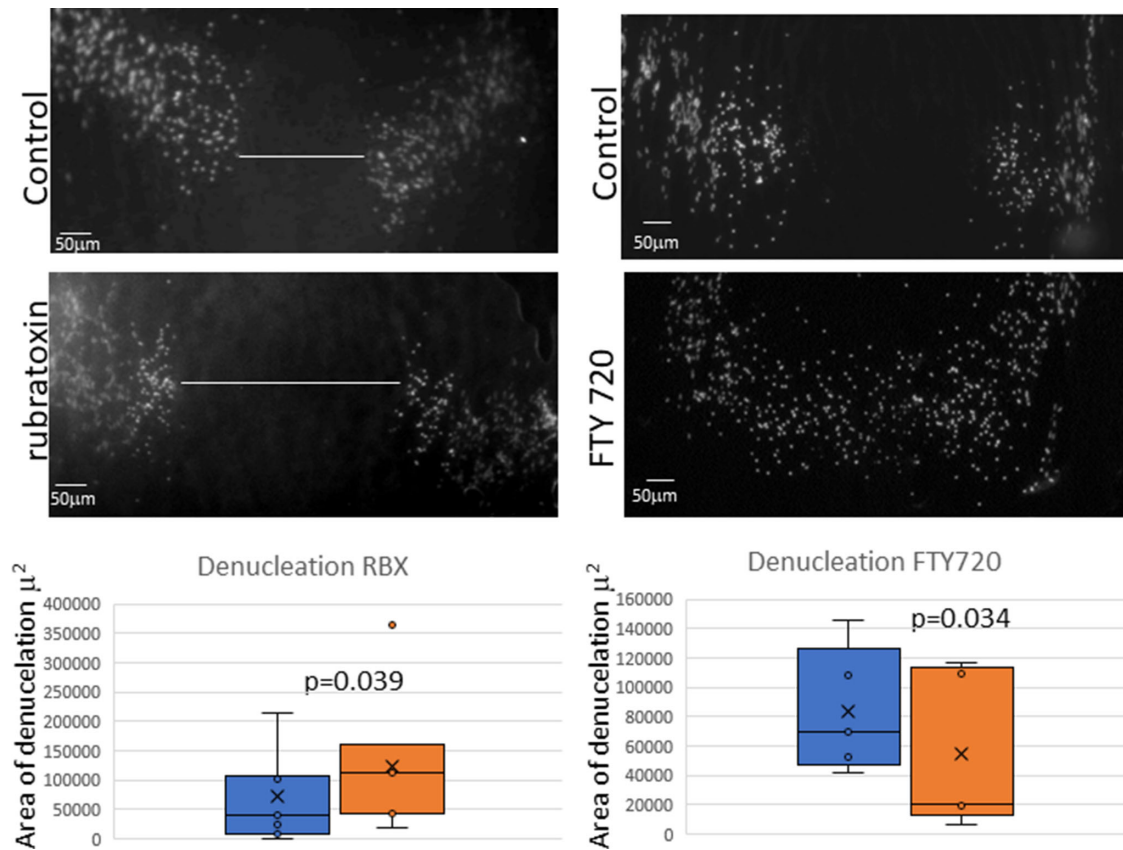 Control
50μm
Control
rubratoxin
50μm
50μm
FTY 720
50μm
Denucleation RBX
Area of denucelation μ²
400000
350000
300000
250000
200000
150000
100000
50000
0
p=0.039
Denucleation FTY720
Area of denucelation μ²
160000
140000
120000
100000
80000
60000
40000
20000
0
p=0.034